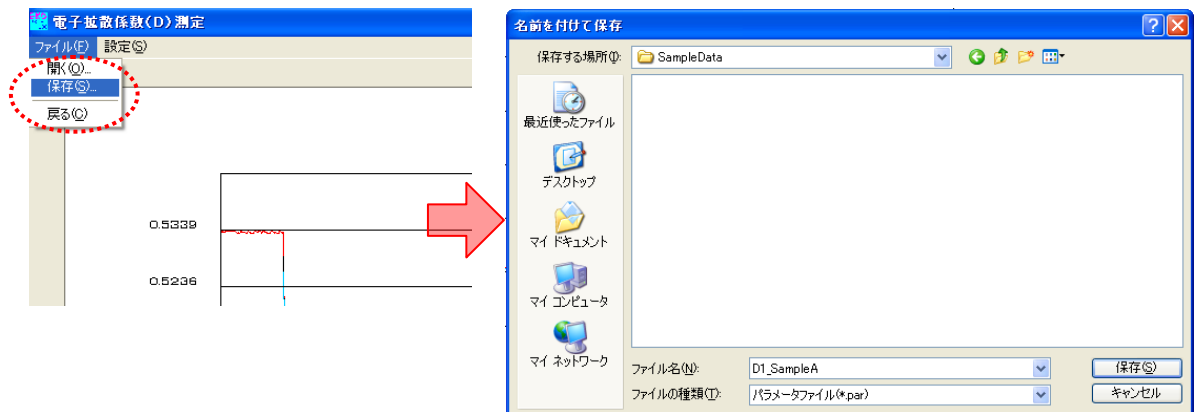 電子拡散係数(D)測定
ファイル(F) 設定(S)
開く(O)...
保存(S)...
戻る(C)
0.5339
0.5236
名前を付けて保存
保存する場所(I): SampleData
最近使ったファイル
デスクトップ
マイ ドキュメント
マイ コンピュータ
マイ ネットワーク
ファイル名(N): D1_SampleA 保存(S)
ファイルの種類(T): パラメータファイル(*.par) キャンセル